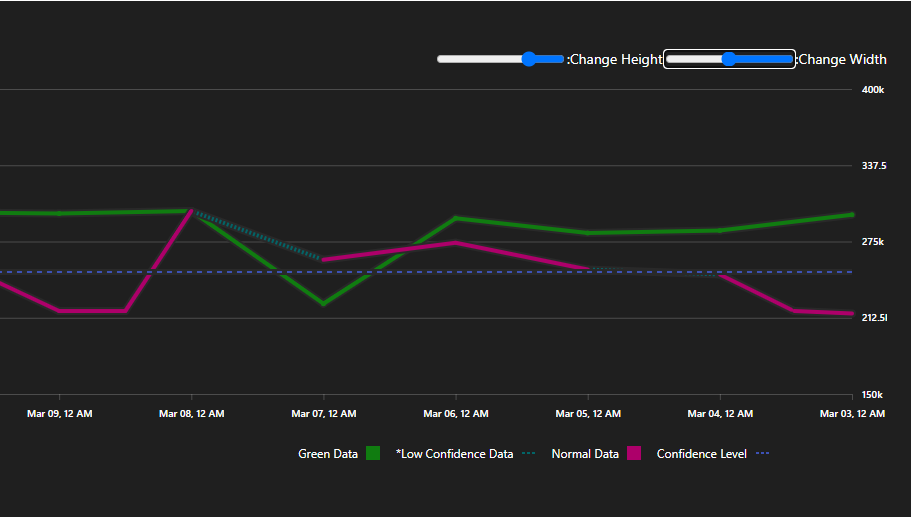 :Change Height :Change Width
400k
337.5
275k
212.5
150k
Mar 09, 12 AM Mar 08, 12 AM Mar 07, 12 AM Mar 06, 12 AM Mar 05, 12 AM Mar 04, 12 AM Mar 03, 12 AM
Green Data *Low Confidence Data Normal Data Confidence Level